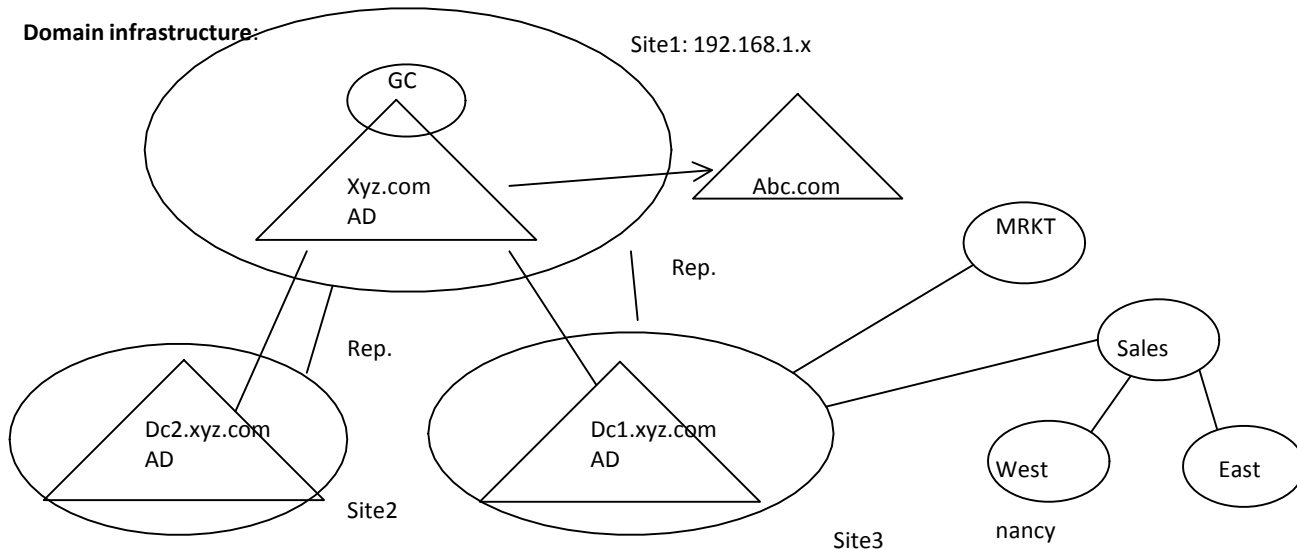 Domain infrastructure:
Site1: 192.168.1.x
GC
Xyz.com
AD
Abc.com
MRKT
Rep.
Rep.
Sales
Dc2.xyz.com
AD
Dc1.xyz.com
AD
West
East
Site2
Site3
nancy